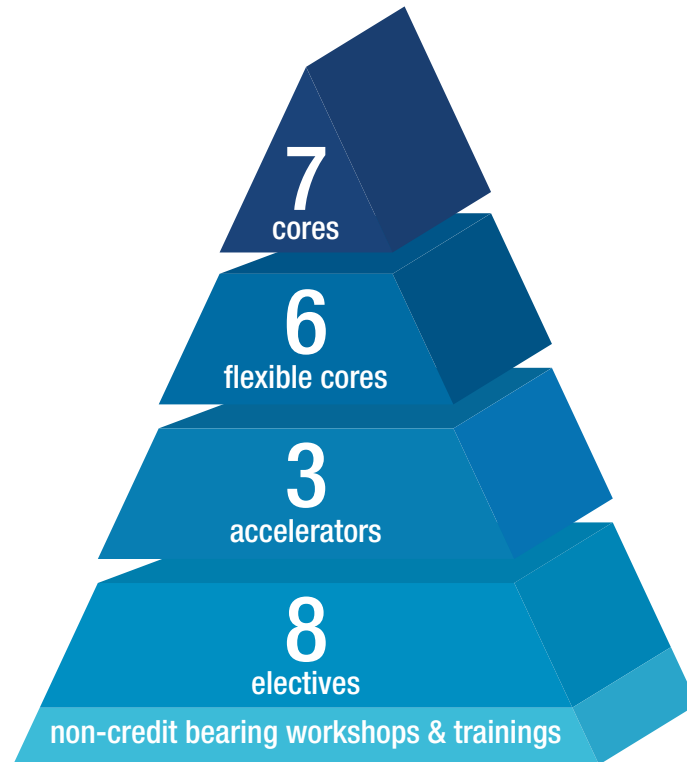 7
cores
6
flexible cores
3
accelerators
8
electives
non-credit bearing workshops & trainings